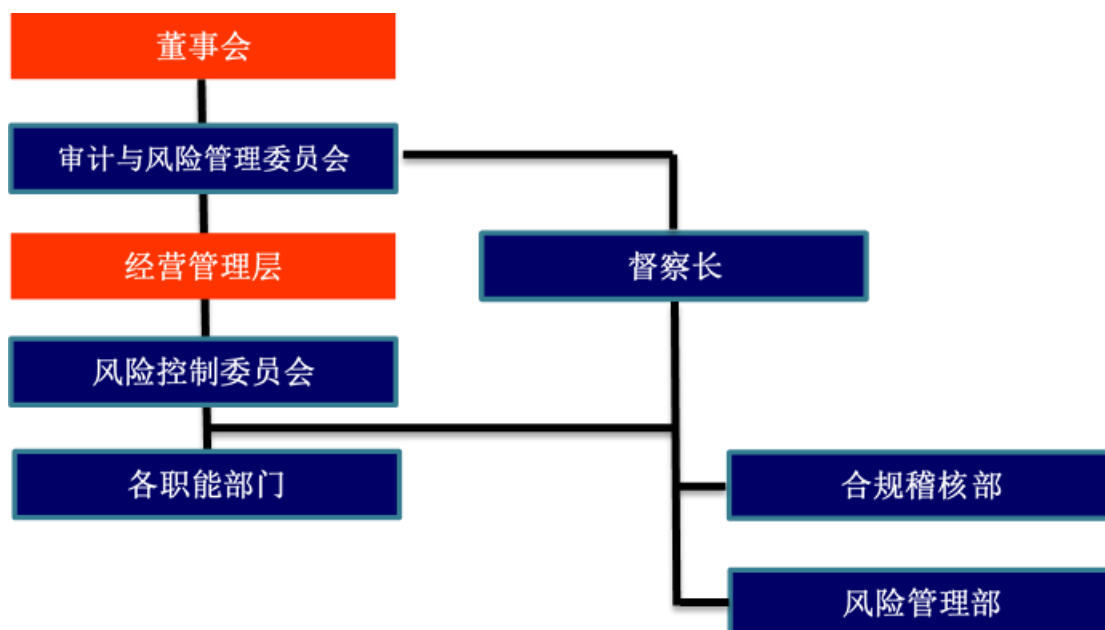 董事会
审计与风险管理委员会
经营管理层
督察长
风险控制委员会
各职能部门
合规稽核部
风险管理部